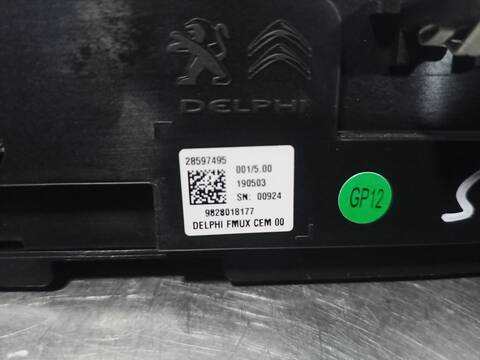 DELPHI
28597495
001/5.00
190503
SN: 00924
9828018177
DELPHI FMUX CEM 00
GP12